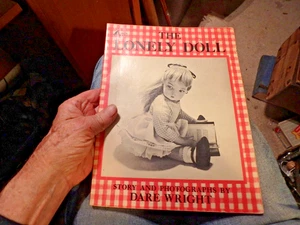 THE
LONELY DOLL
STORY AND PHOTOGRAPHS BY
DARE WRIGHT